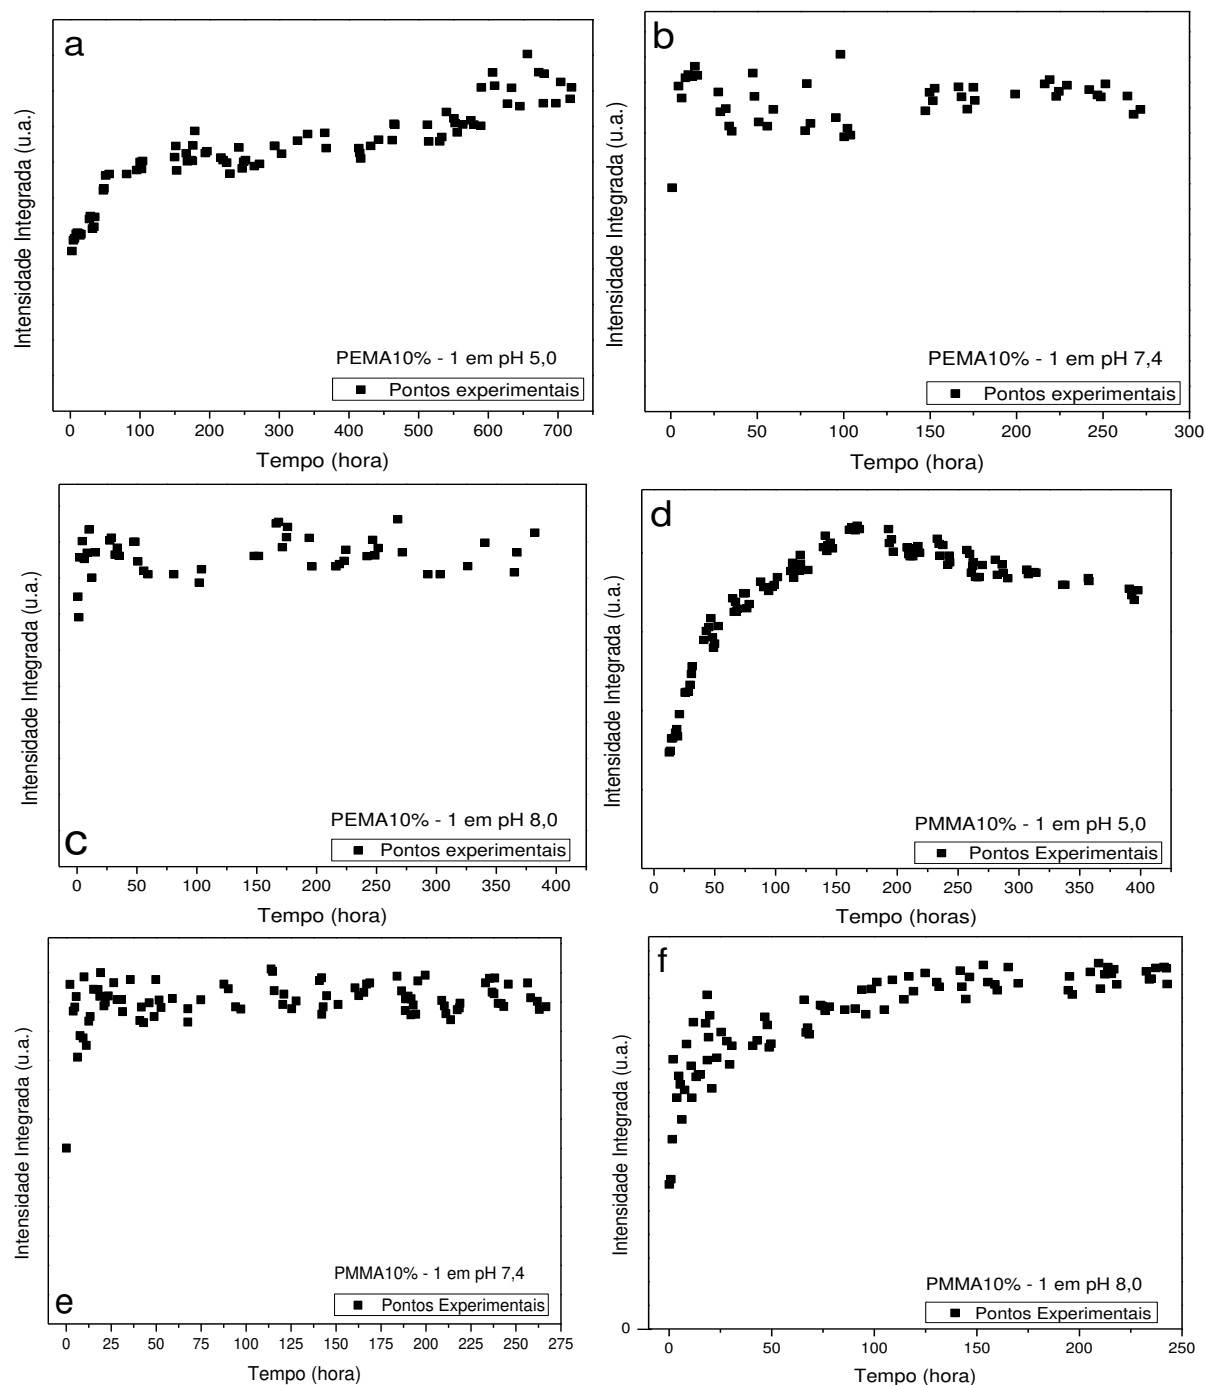 a
Intensidade Integrada (u.a.)
PEMA10% - 1 em pH 5,0
Pontos experimentais
0 100 200 300 400 500 600 700
Tempo (hora)
b
Intensidade Integrada (u.a.)
PEMA10% - 1 em pH 7,4
Pontos experimentais
0 50 100 150 200 250 300
Tempo (hora)
c
Intensidade Integrada (u.a.)
PEMA10% - 1 em pH 8,0
Pontos experimentais
0 50 100 150 200 250 300 350 400
Tempo (hora)
d
Intensidade Integrada (u.a.)
PMMA10% - 1 em pH 5,0
Pontos Experimentais
0 50 100 150 200 250 300 350 400
Tempo (horas)
e
Intensidade Integrada (u.a.)
PMMA10% - 1 em pH 7,4
Pontos Experimentais
0 25 50 75 100 125 150 175 200 225 250 275
Tempo (hora)
f
Intensidade Integrada (u.a.)
PMMA10% - 1 em pH 8,0
Pontos Experimentais
0
0 50 100 150 200 250
Tempo (hora)